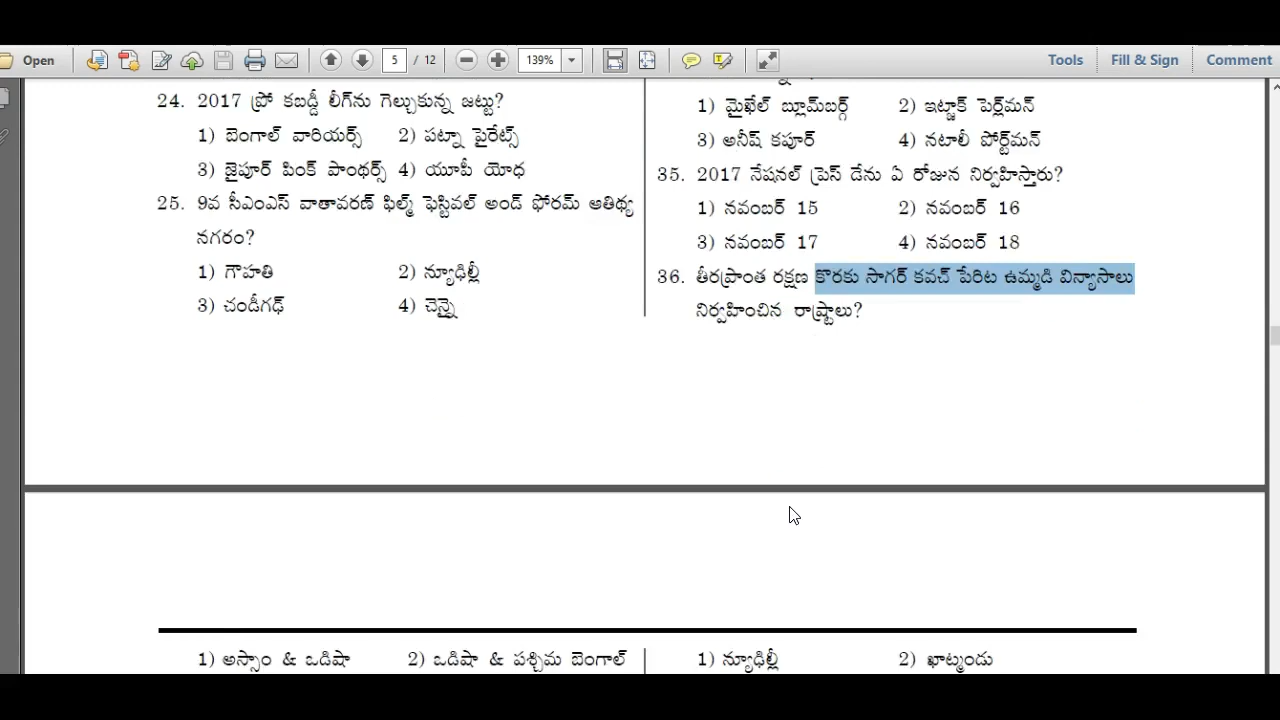 Open
5 / 12
139%
Tools
Fill & Sign
Comment
24. 2017 ప్రో కబడ్డీ లీగ్‌ను గెల్చుకున్న జట్టు?
1) బెంగాల్ వారియర్స్ 2) పట్నా పైరేట్స్
3) జైపూర్ పింక్ పాంథర్స్ 4) యూపీ యోధ
25. 9వ సీఎంఎస్ వాతావరణ్ ఫిల్మ్ ఫెస్టివల్ అండ్ ఫోరమ్ ఆతిథ్య
నగరం?
1) గౌహతి 2) న్యూఢిల్లీ
3) చండీగఢ్ 4) చెన్నై
1) మైఖేల్ బ్లూమ్‌బర్గ్ 2) ఇట్జాక్ పెర్ల్‌మన్
3) అనీష్ కపూర్ 4) నటాలీ పోర్ట్‌మన్
35. 2017 నేషనల్ ప్రెస్ డేను ఏ రోజున నిర్వహిస్తారు?
1) నవంబర్ 15 2) నవంబర్ 16
3) నవంబర్ 17 4) నవంబర్ 18
36. తీరప్రాంత రక్షణ కొరకు సాగర్ కవచ్ పేరిట ఉమ్మడి విన్యాసాలు
నిర్వహించిన రాష్ట్రాలు?
1) అస్సాం & ఒడిషా 2) ఒడిషా & పశ్చిమ బెంగాల్
1) న్యూఢిల్లీ 2) ఖాట్మండు